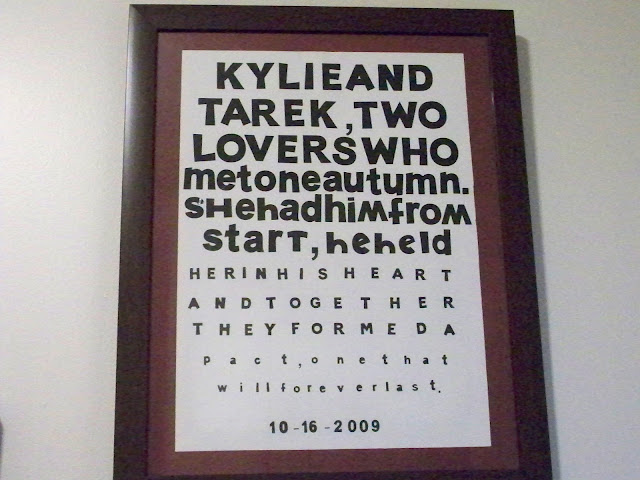 KYLIEAND
TAREK,TWO
LOVERSWHO
metoneautumn.
SHehadhiMfroM
starT,heheld
HERINHISHEART
ANDTOGETHER
THEYFORMEDA
pact,onethat
willforeverlast.
10-16-2009